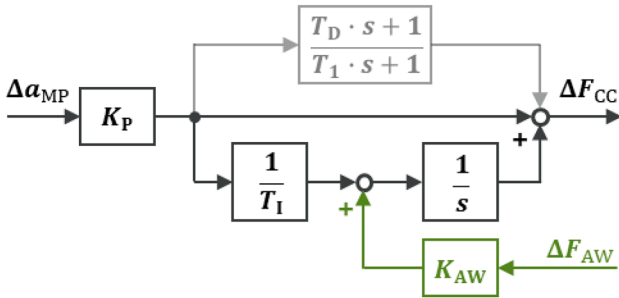 T_D · s + 1
T_1 · s + 1
Δa_MP
K_P
ΔF_CC
+
1
T_I
1
s
+
K_AW
ΔF_AW